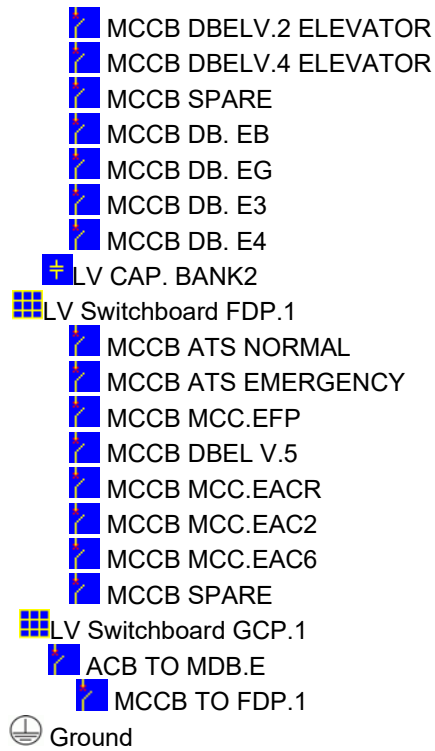 MCCB DBELV.2 ELEVATOR
MCCB DBELV.4 ELEVATOR
MCCB SPARE
MCCB DB. EB
MCCB DB. EG
MCCB DB. E3
MCCB DB. E4
LV CAP. BANK2
LV Switchboard FDP.1
MCCB ATS NORMAL
MCCB ATS EMERGENCY
MCCB MCC.EFP
MCCB DBEL V.5
MCCB MCC.EACR
MCCB MCC.EAC2
MCCB MCC.EAC6
MCCB SPARE
LV Switchboard GCP.1
ACB TO MDB.E
MCCB TO FDP.1
Ground